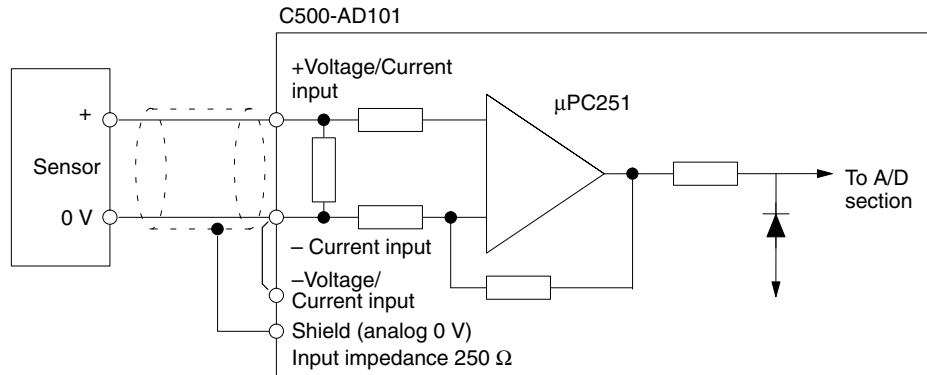 C500-AD101
+Voltage/Current
input
µPC251
+
Sensor
0 V
To A/D
section
– Current input
–Voltage/
Current input
Shield (analog 0 V)
Input impedance 250 Ω